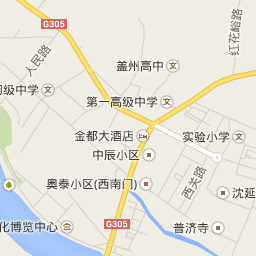 G305
人民路
红花峪路
盖州高中
初级中学
第一高级中学
金都大酒店
实验小学
中辰小区
奥泰小区(西南门)
西关路
沈延
化博览中心
G305
普济寺